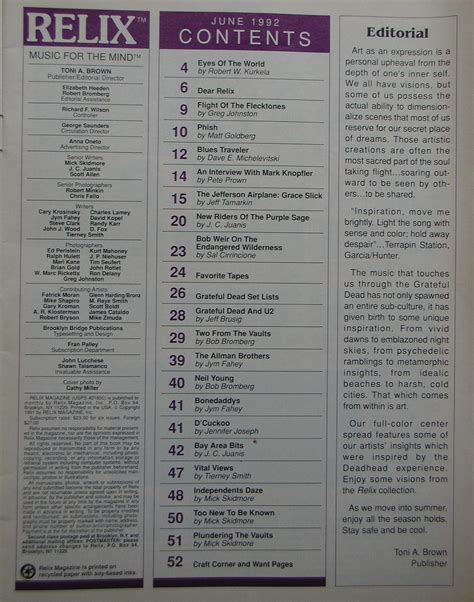 RELIX™
MUSIC FOR THE MIND™
TONI A. BROWN
Publisher/Editorial Director
Elizabeth Heeden
Robert Bromberg
Editorial Assistance
Richard F. Wilson
Controller
George Saunders
Circulation Director
Anna Oneto
Advertising Director
Senior Writers
Mick Skidmore
J. C. Juanis
Scott Allen
Senior Photographers
Robert Minkin
Chris Fallo
Writers
Cary Krosinsky Charles Lamey
Jym Fahey David Kopel
Steve Clark Randy Karr
John J. Wood D. Fox
Tierney Smith
Photographers
Ed Perlstein Kurt Mahoney
Ralph Hulett J. P. Niehuser
Mari Kane Tim Seufert
Brian Gold John Rottet
W. Marc Ricketts Ron Delany
Greg Johnston
Contributing Artists
Patrick Moran Glenn Harding/Bronz
Mike Shapiro M. Raye Smith
Gary Kroman Scott Boldt
A. R. Klosterman James Cataldo
Robert Bryson Mike Zmuda
Brooklyn Bridge Publications
Typesetting and Design
Fran Palley
Subscription Department
John Lucchese
Shawn Talamanco
Invaluable Assistance
Cover photo by
Cathy Miller
Relix Magazine is printed on
recycled paper with soy-based inks.
JUNE 1992
CONTENTS
4 Eyes Of The World
by Robert W. Kurkela
6 Dear Relix
9 Flight Of The Flecktones
by Greg Johnston
10 Phish
by Matt Goldberg
12 Blues Traveler
by Dave E. Michelevitski
14 An Interview With Mark Knopfler
by Pete Prown
15 The Jefferson Airplane: Grace Slick
by Jeff Tamarkin
20 New Riders Of The Purple Sage
by J. C. Juanis
23 Bob Weir On The
Endangered Wilderness
by Sal Cirrincione
24 Favorite Tapes
26 Grateful Dead Set Lists
28 Grateful Dead And U2
by Jeff Brusig
29 Two From The Vaults
by Bob Bromberg
39 The Allman Brothers
by Jym Fahey
40 Neil Young
by Bob Bromberg
41 Bonedaddys
by Jym Fahey
41 D'Cuckoo
by Jennifer Joseph
42 Bay Area Bits
by J. C. Juanis
47 Vital Views
by Tierney Smith
48 Independents Daze
by Mick Skidmore
50 Too New To Be Known
by Mick Skidmore
51 Plundering The Vaults
by Mick Skidmore
52 Craft Corner and Want Pages
Editorial
Art as an expression is a
personal upheaval from the
depth of one's inner self.
We all have visions, but
some of us possess the
actual ability to dimension-
alize scenes that most of us
reserve for our secret place
of dreams. Those artistic
creations are often the
most sacred part of the soul
taking flight...soaring out-
ward to be seen by oth-
ers...to be shared.
"Inspiration, move me
brightly. Light the song with
sense and color; hold away
despair"...Terrapin Station,
Garcia/Hunter.
The music that touches
us through the Grateful
Dead has not only spawned
an entire sub-culture, it has
given birth to some unique
inspiration. From vivid
dawns to emblazoned night
skies, from psychedelic
ramblings to metamorphic
insights, from idealic
beaches to harsh, cold
cities. That which comes
from within is art.
Our full-color center
spread features some of
our artists' insights which
were inspired by the
Deadhead experience.
Enjoy some visions from
the Relix collection.
As we move into summer,
enjoy all the season holds.
Stay safe and be cool.
Toni A. Brown
Publisher